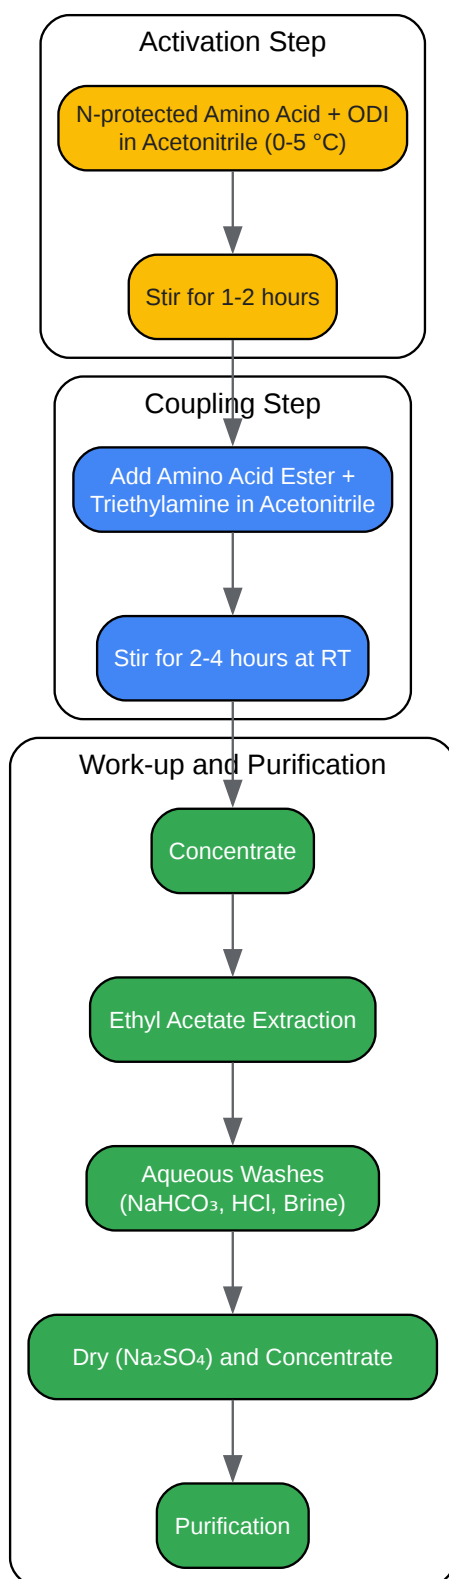 Activation Step
N-protected Amino Acid + ODI
in Acetonitrile (0-5 °C)
Stir for 1-2 hours
Coupling Step
Add Amino Acid Ester +
Triethylamine in Acetonitrile
Stir for 2-4 hours at RT
Work-up and Purification
Concentrate
Ethyl Acetate Extraction
Aqueous Washes
(NaHCO₃, HCl, Brine)
Dry (Na₂SO₄) and Concentrate
Purification